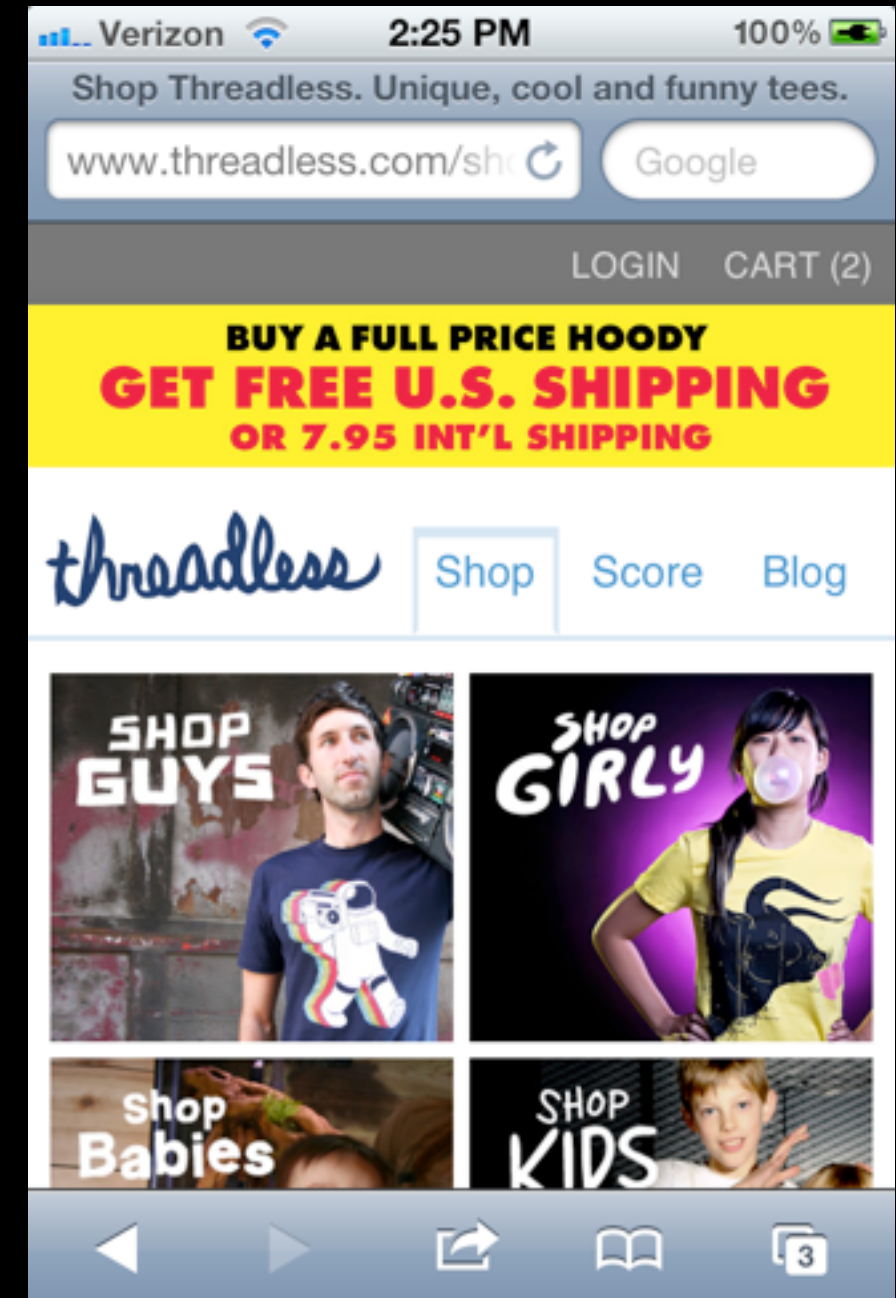 Verizon 2:25 PM 100%
Shop Threadless. Unique, cool and funny tees.
www.threadless.com/sho Google
LOGIN CART (2)
BUY A FULL PRICE HOODY
GET FREE U.S. SHIPPING
OR 7.95 INT'L SHIPPING
threadless Shop Score Blog
SHOP
GUYS
SHOP
GIRLY
Shop
Babies
SHOP
KIDS
3